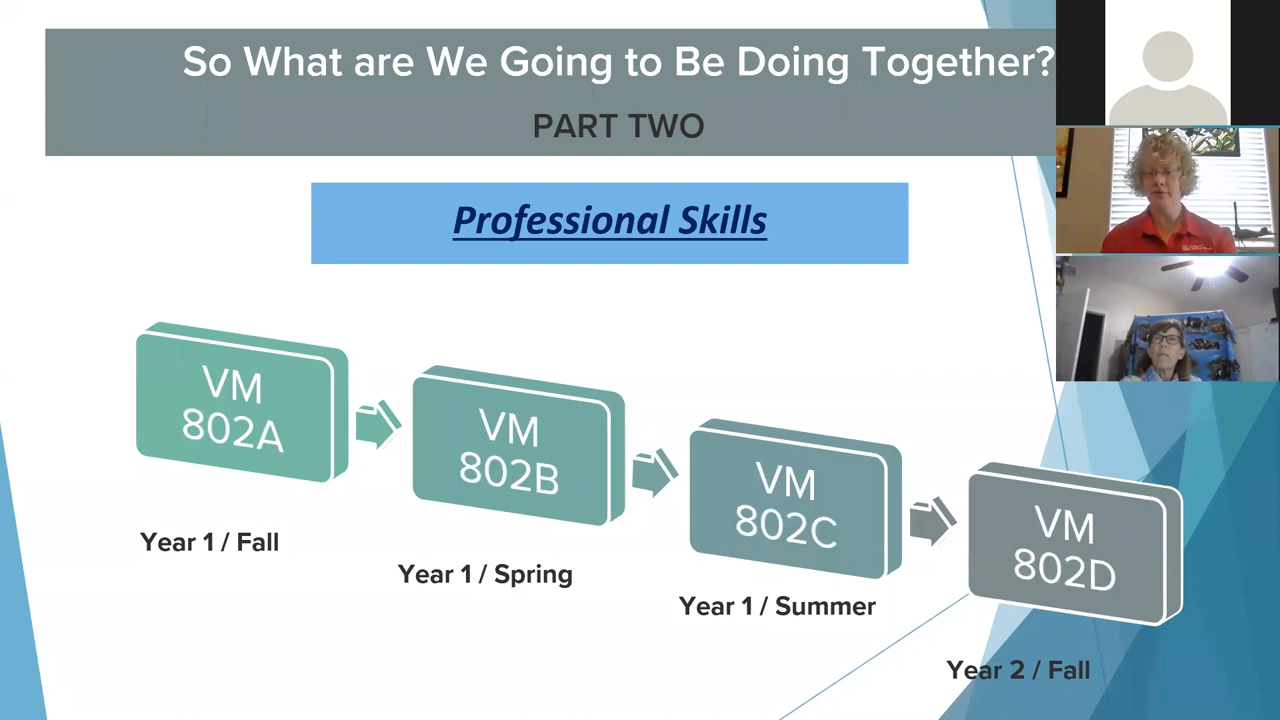 So What are We Going to Be Doing Together?
PART TWO
Professional Skills
VM
802A
VM
802B
VM
802C
VM
802D
Year 1 / Fall
Year 1 / Spring
Year 1 / Summer
Year 2 / Fall